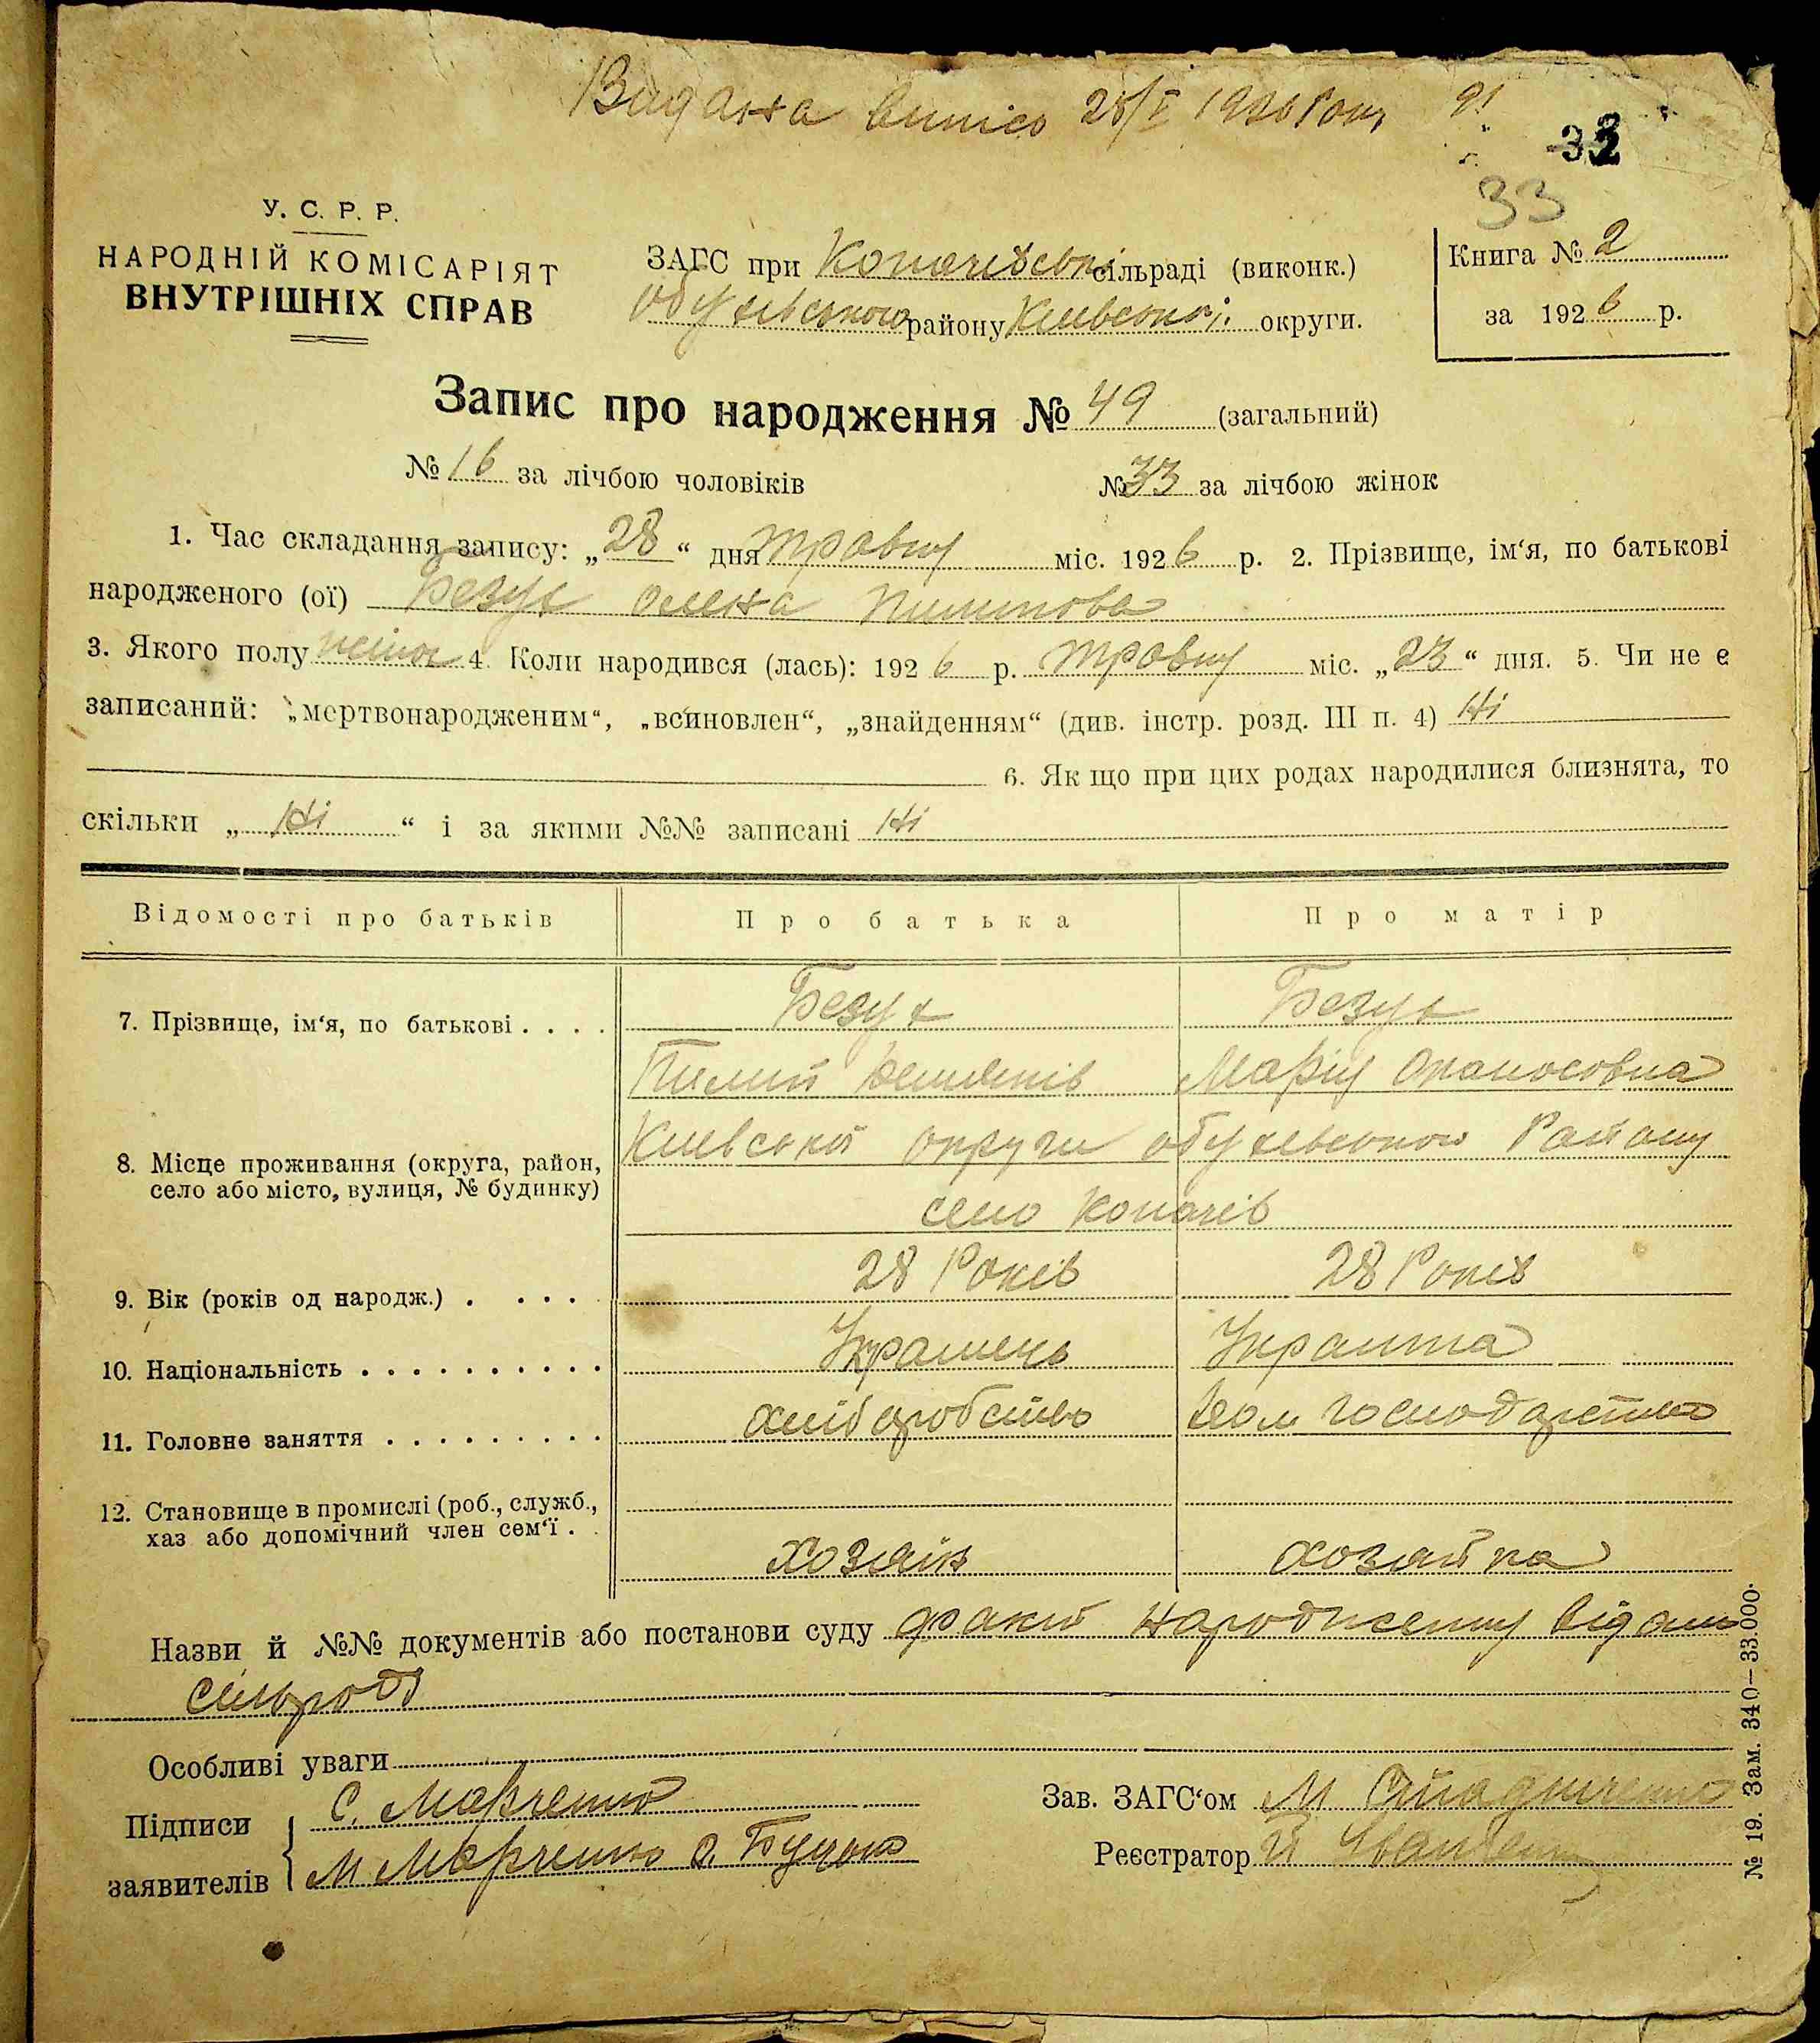 Видана випись 28/I 1936 Року
32
33
У. С. Р. Р.
НАРОДНІЙ КОМІСАРІЯТ
ВНУТРІШНІХ СПРАВ
ЗАГС при Копачівські сільраді (виконк.)
Обухівського району Київської округи.
Книга № 2
за 1926 р.
Запис про народження № 49 (загальний)
№ 16 за лічбою чоловіків № 33 за лічбою жінок
1. Час складання запису: „28“ дня травня міс. 1926 р. 2. Прізвище, ім‘я, по батькові
народженого (ої) Безух Олена Пилипова
3. Якого полу жіноч 4. Коли народився (лась): 1926 р. травня міс. „23“ дня. 5. Чи не є
записаний: „мертвонародженим“, „всиновлен“, „знайденням“ (див. інстр. розд. III п. 4) Ні
6. Як що при цих родах народилися близнята, то
скільки „ Ні “ і за якими №№ записані Ні
Відомості про батьків Про батька Про матір
7. Прізвище, ім‘я, по батькові . . . . Безух Безух
Пилип Марія Опанасовна
8. Місце проживання (округа, район, село або місто, вулиця, № будинку) Київської округи Обухівського Району
село Копачів
9. Вік (років од народж.) . . . . 28 Років 28 Років
10. Національність . . . . . . . . . . Українець Українка
11. Головне заняття . . . . . . . . . хліборобство дом господарство
12. Становище в промислі (роб., служб.,
хаз або допомічний член сем‘ї . . хозяїн хозяйка
Назви й №№ документів або постанови суду факт народження відом
сільраді
Особливі уваги
Підписи заявителів С. Марченко
М Марченко
Зав. ЗАГС‘ом М
Реєстратор
№ 19. Зам. 340—33.000.